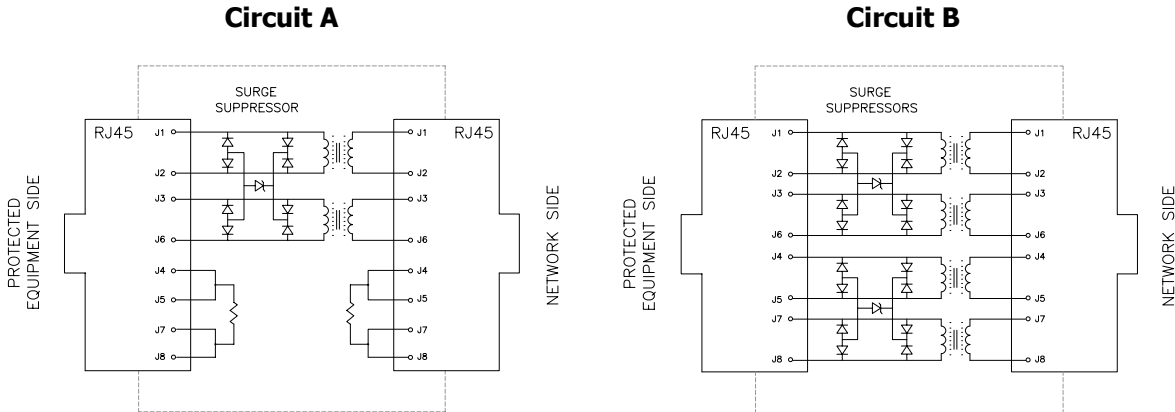 Circuit A
SURGE
SUPPRESSOR
RJ45
RJ45
J1
J2
J3
J6
J4
J5
J7
J8
J1
J2
J3
J6
J4
J5
J7
J8
PROTECTED
EQUIPMENT SIDE
NETWORK SIDE
Circuit B
SURGE
SUPPRESSORS
RJ45
RJ45
J1
J2
J3
J6
J4
J5
J7
J8
J1
J2
J3
J6
J4
J5
J7
J8
PROTECTED
EQUIPMENT SIDE
NETWORK SIDE